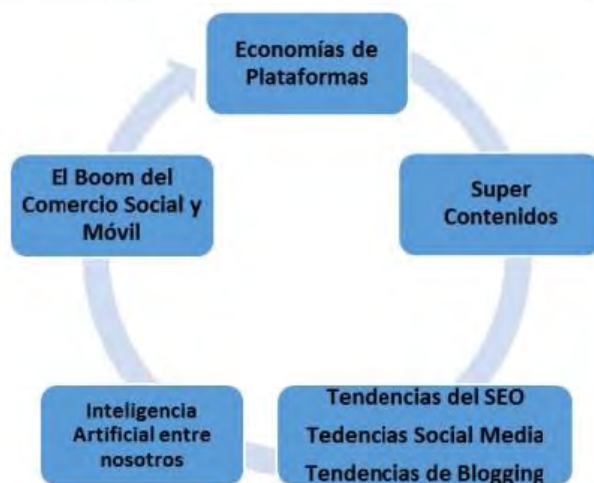 Economías de
Plataformas
Super
Contenidos
Tendencias del SEO
Tedencias Social Media
Tendencias de Blogging
Inteligencia
Artificial entre
nosotros
El Boom del
Comercio Social y
Móvil